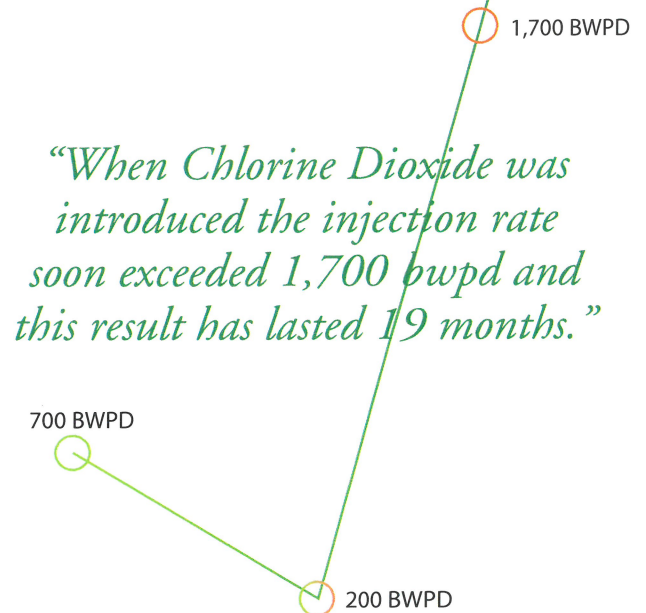 1,700 BWPD
“When Chlorine Dioxide was
introduced the injection rate
soon exceeded 1,700 bwpd and
this result has lasted 19 months.”
700 BWPD
200 BWPD